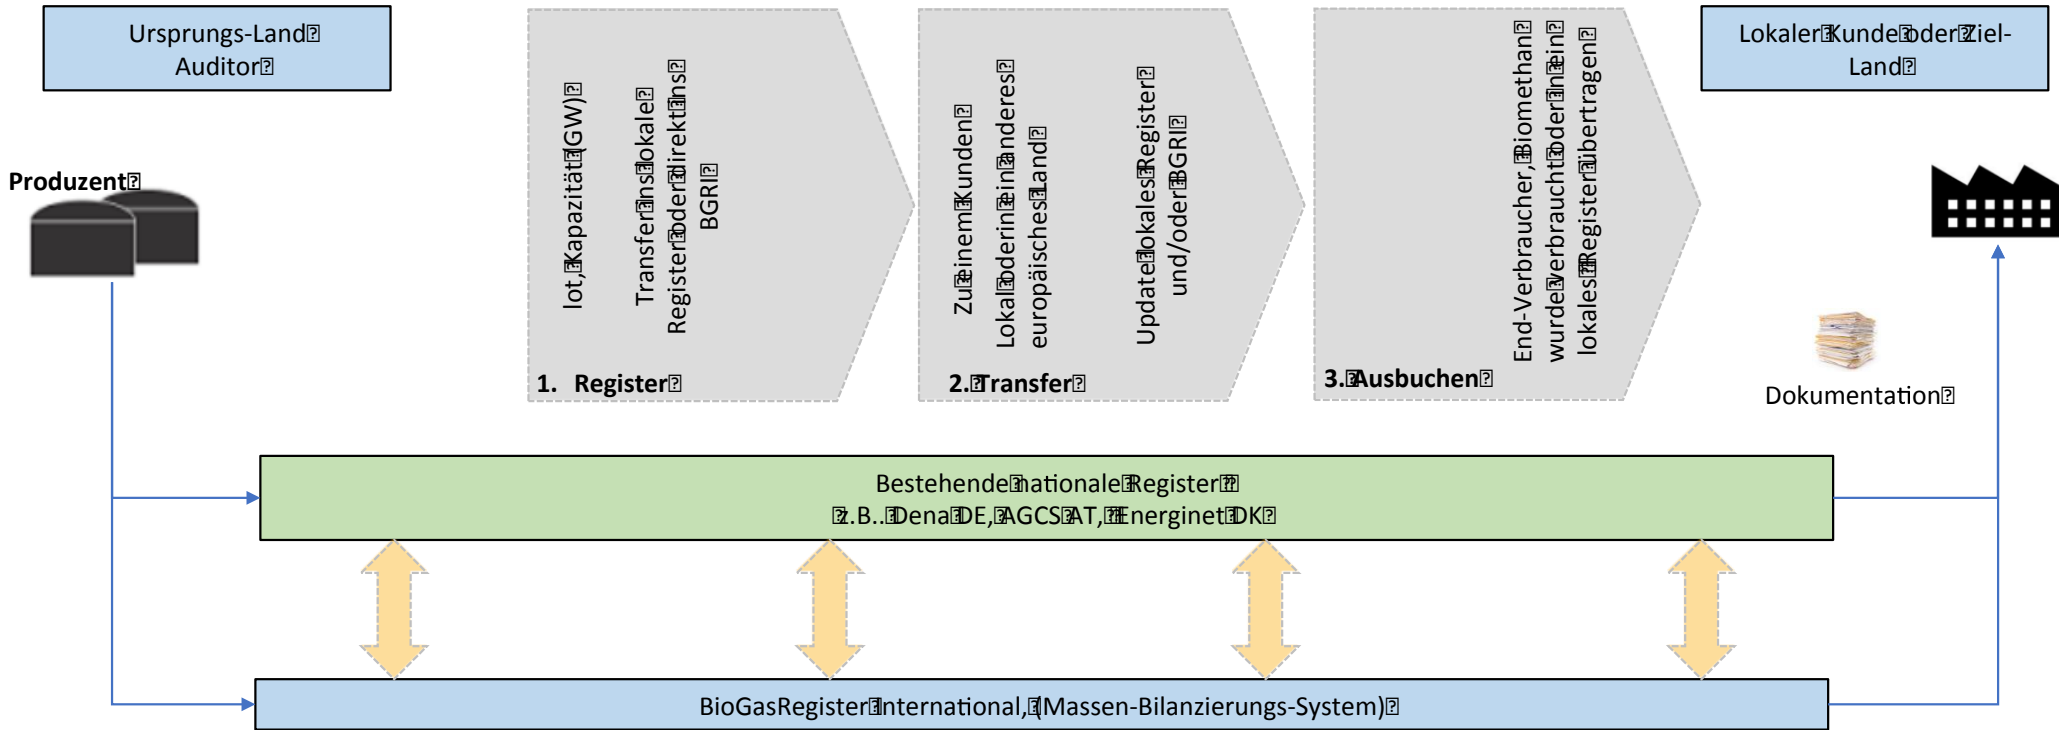 Ursprungs-Land
Auditor
Produzent
Iot, Kapazität (GW)
Transfer ins lokale
Register oder direkt ins
BGRI
1. Register
Zu einem Kunden
Lokal oder in ein anderes
europäisches Land
Update lokales Register
und/oder BGRI
2. Transfer
End-Verbraucher, Biomethan
wurde verbraucht oder in ein
lokales Register übertragen
3. Ausbuchen
Lokaler Kunde oder Ziel-
Land
Dokumentation
Bestehende nationale Register
z.B.. Dena DE, AGCS AT, Energinet DK
BioGasRegister International, (Massen-Bilanzierungs-System)